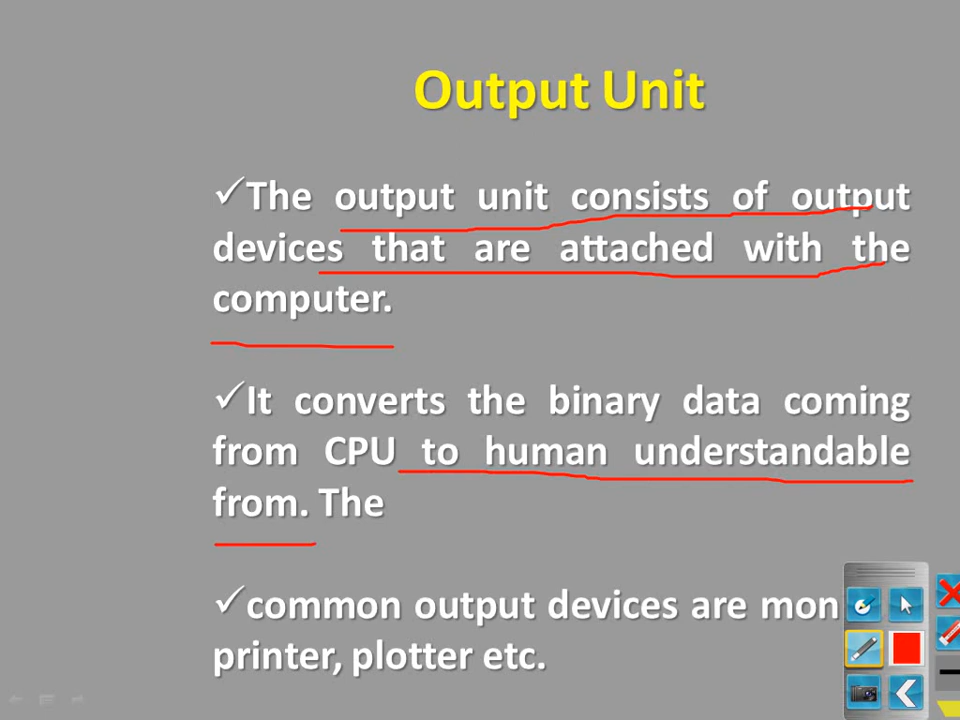 Output Unit
✓The output unit consists of output
devices that are attached with the
computer.
✓It converts the binary data coming
from CPU to human understandable
from. The
✓common output devices are mon
printer, plotter etc.